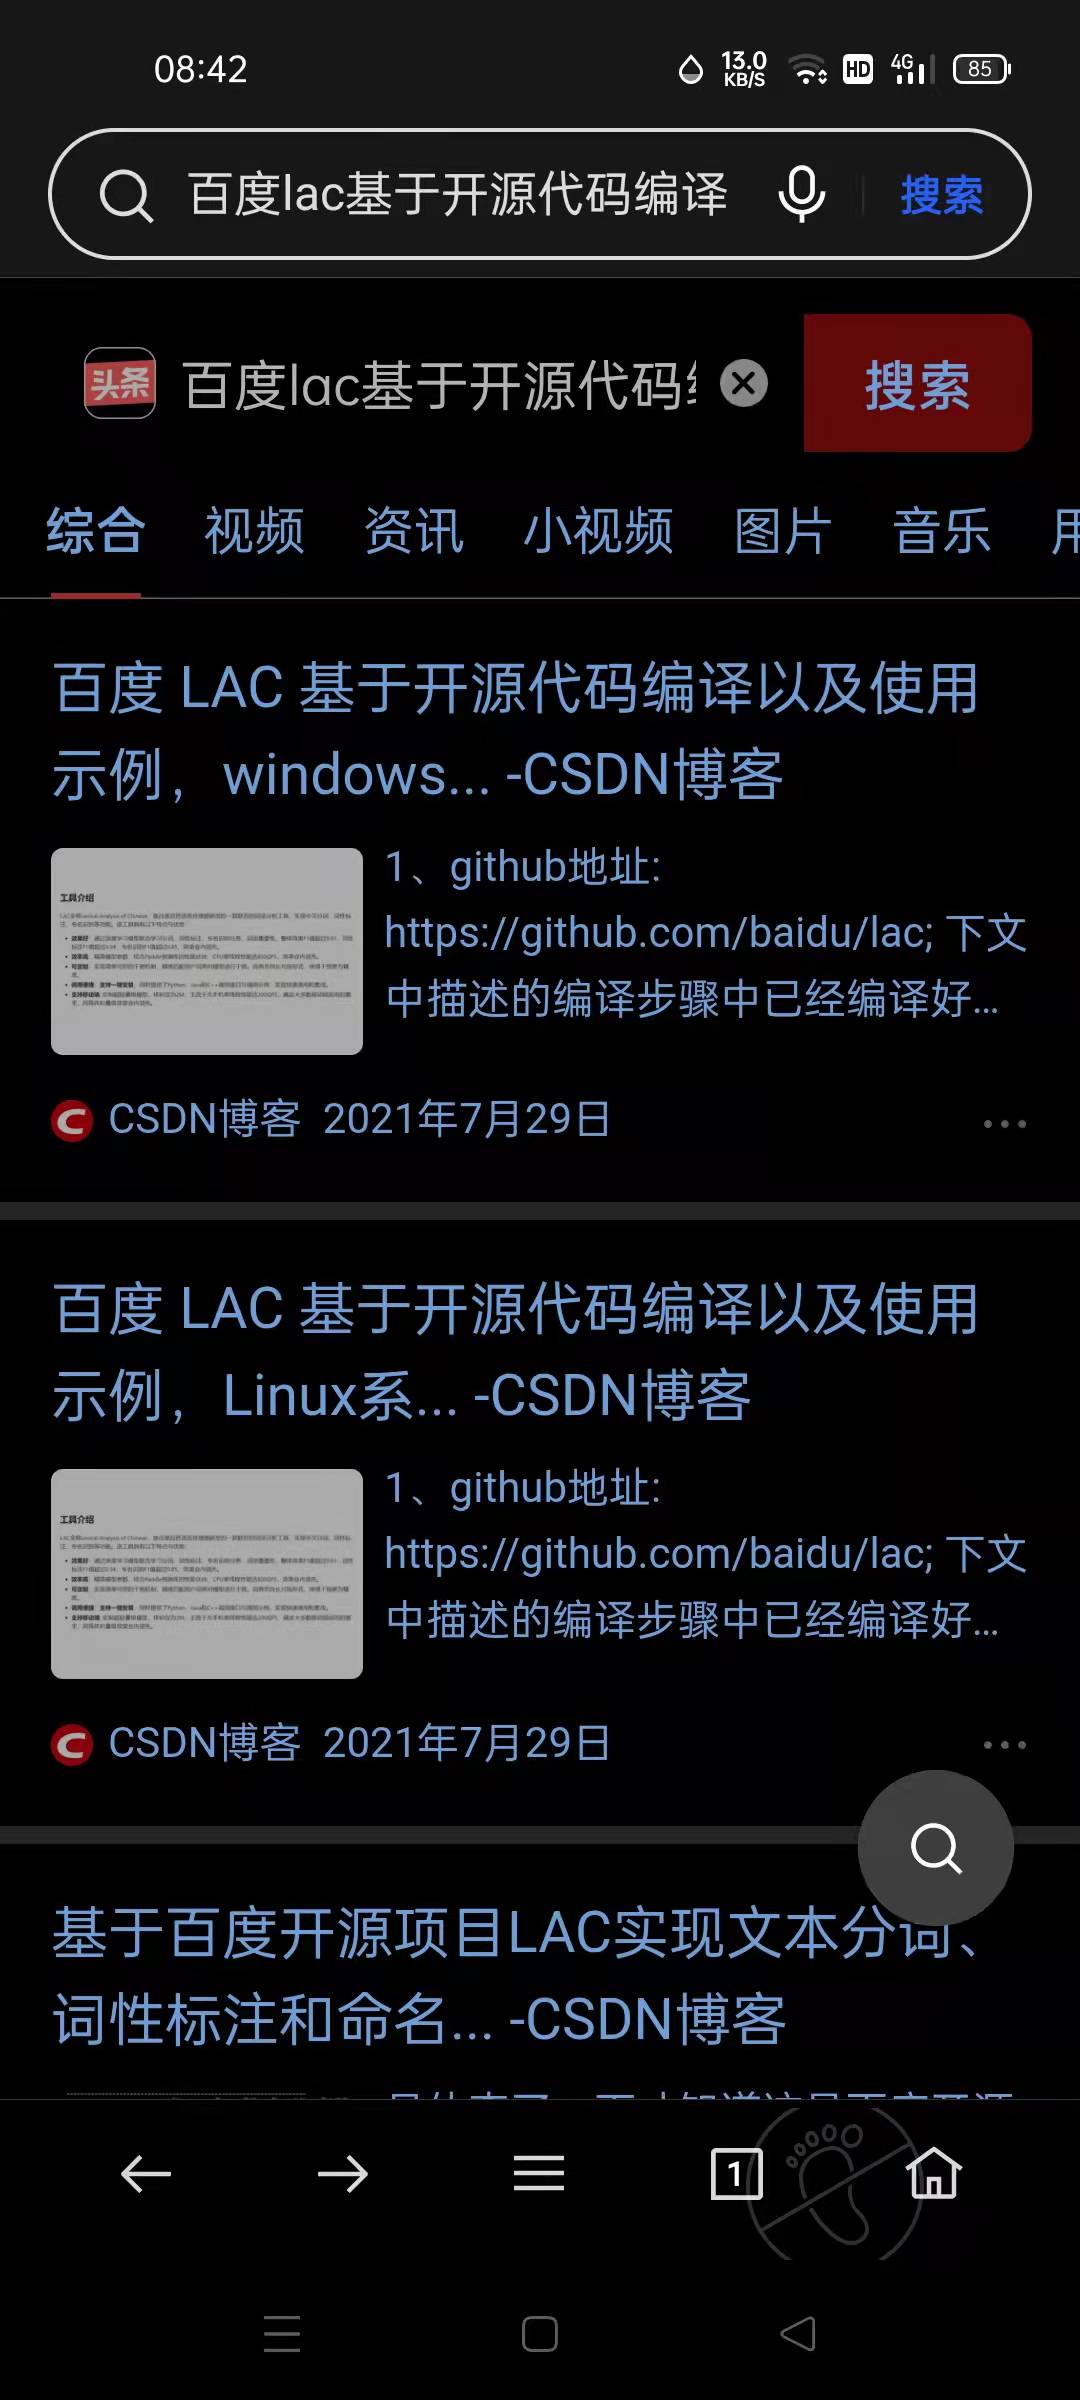 08:42
13.0
KB/S
HD
4G
85
百度lac基于开源代码编译
搜索
头条
百度lac基于开源代码
搜索
综合 视频 资讯 小视频 图片 音乐
百度 LAC 基于开源代码编译以及使用
示例，windows... -CSDN博客
工具介绍
1、github地址:
https://github.com/baidu/lac; 下文
中描述的编译步骤中已经编译好...
CSDN博客 2021年7月29日
百度 LAC 基于开源代码编译以及使用
示例，Linux系... -CSDN博客
工具介绍
1、github地址:
https://github.com/baidu/lac; 下文
中描述的编译步骤中已经编译好...
CSDN博客 2021年7月29日
基于百度开源项目LAC实现文本分词、
词性标注和命名... -CSDN博客
1